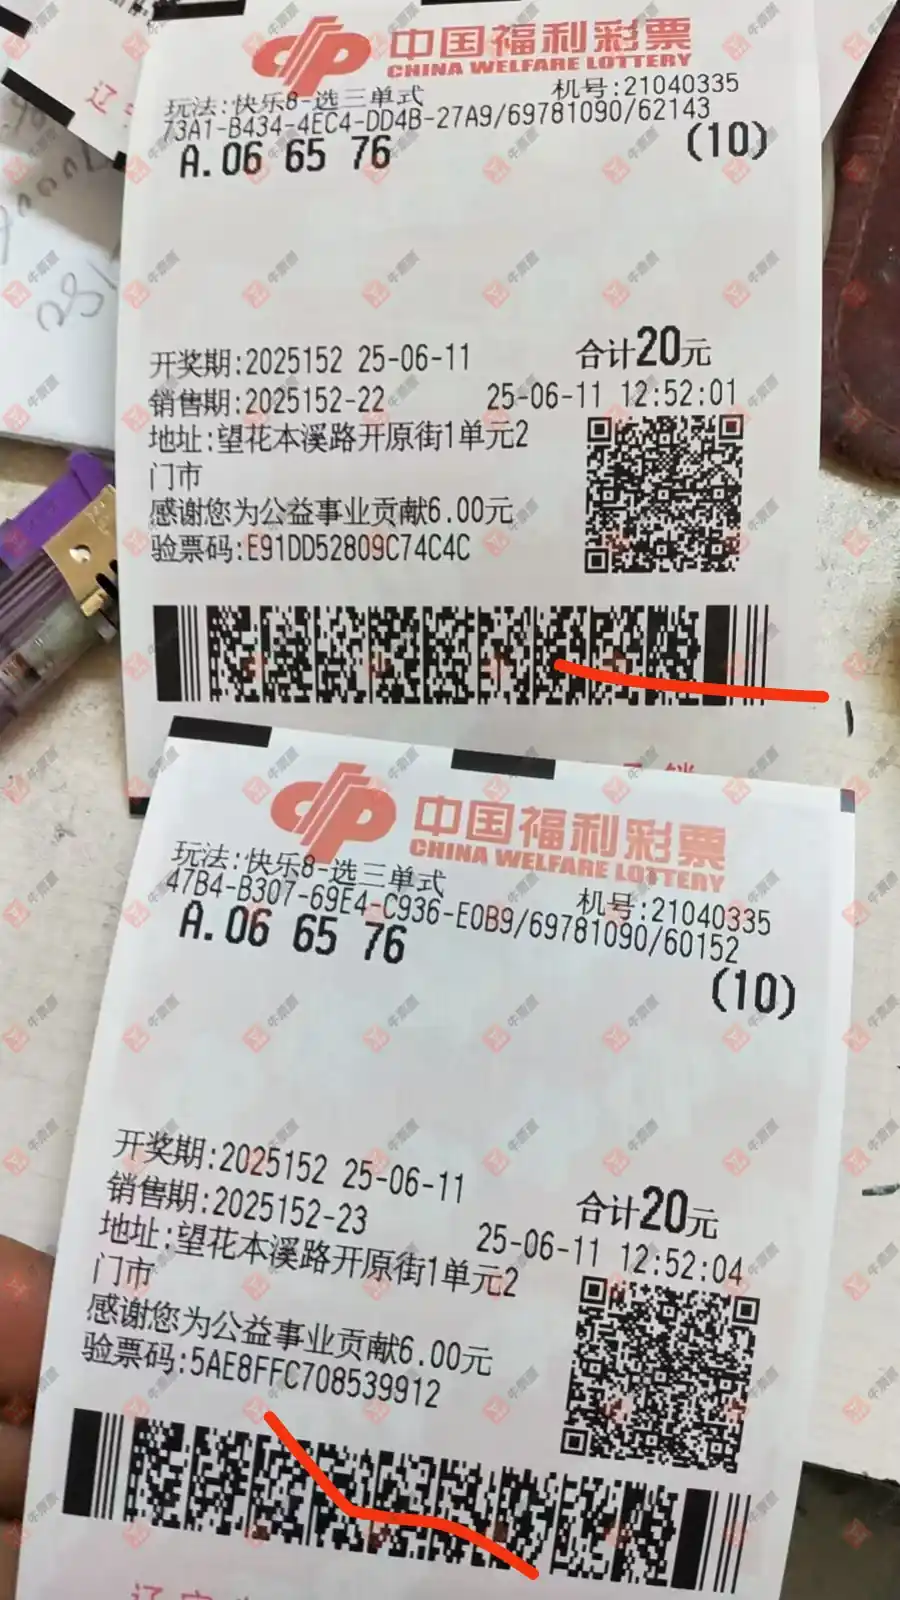 中国福利彩票
CHINA WELFARE LOTTERY
玩法:快乐8-选三单式 机号:21040335
73A1-B434-4EC4-DD4B-27A9/69781090/62143
A.06 65 76 (10)
开奖期:2025152 25-06-11 合计20元
销售期:2025152-22 25-06-11 12:52:01
地址:望花本溪路开原街1单元2
门市
感谢您为公益事业贡献6.00元
验票码:E91DD52809C74C4C
中国福利彩票
CHINA WELFARE LOTTERY
玩法:快乐8-选三单式 机号:21040335
47B4-B307-69E4-C936-E0B9/69781090/60152
A.06 65 76 (10)
开奖期:2025152 25-06-11 合计20元
销售期:2025152-23 25-06-11 12:52:04
地址:望花本溪路开原街1单元2
门市
感谢您为公益事业贡献6.00元
验票码:5AE8FFC708539912